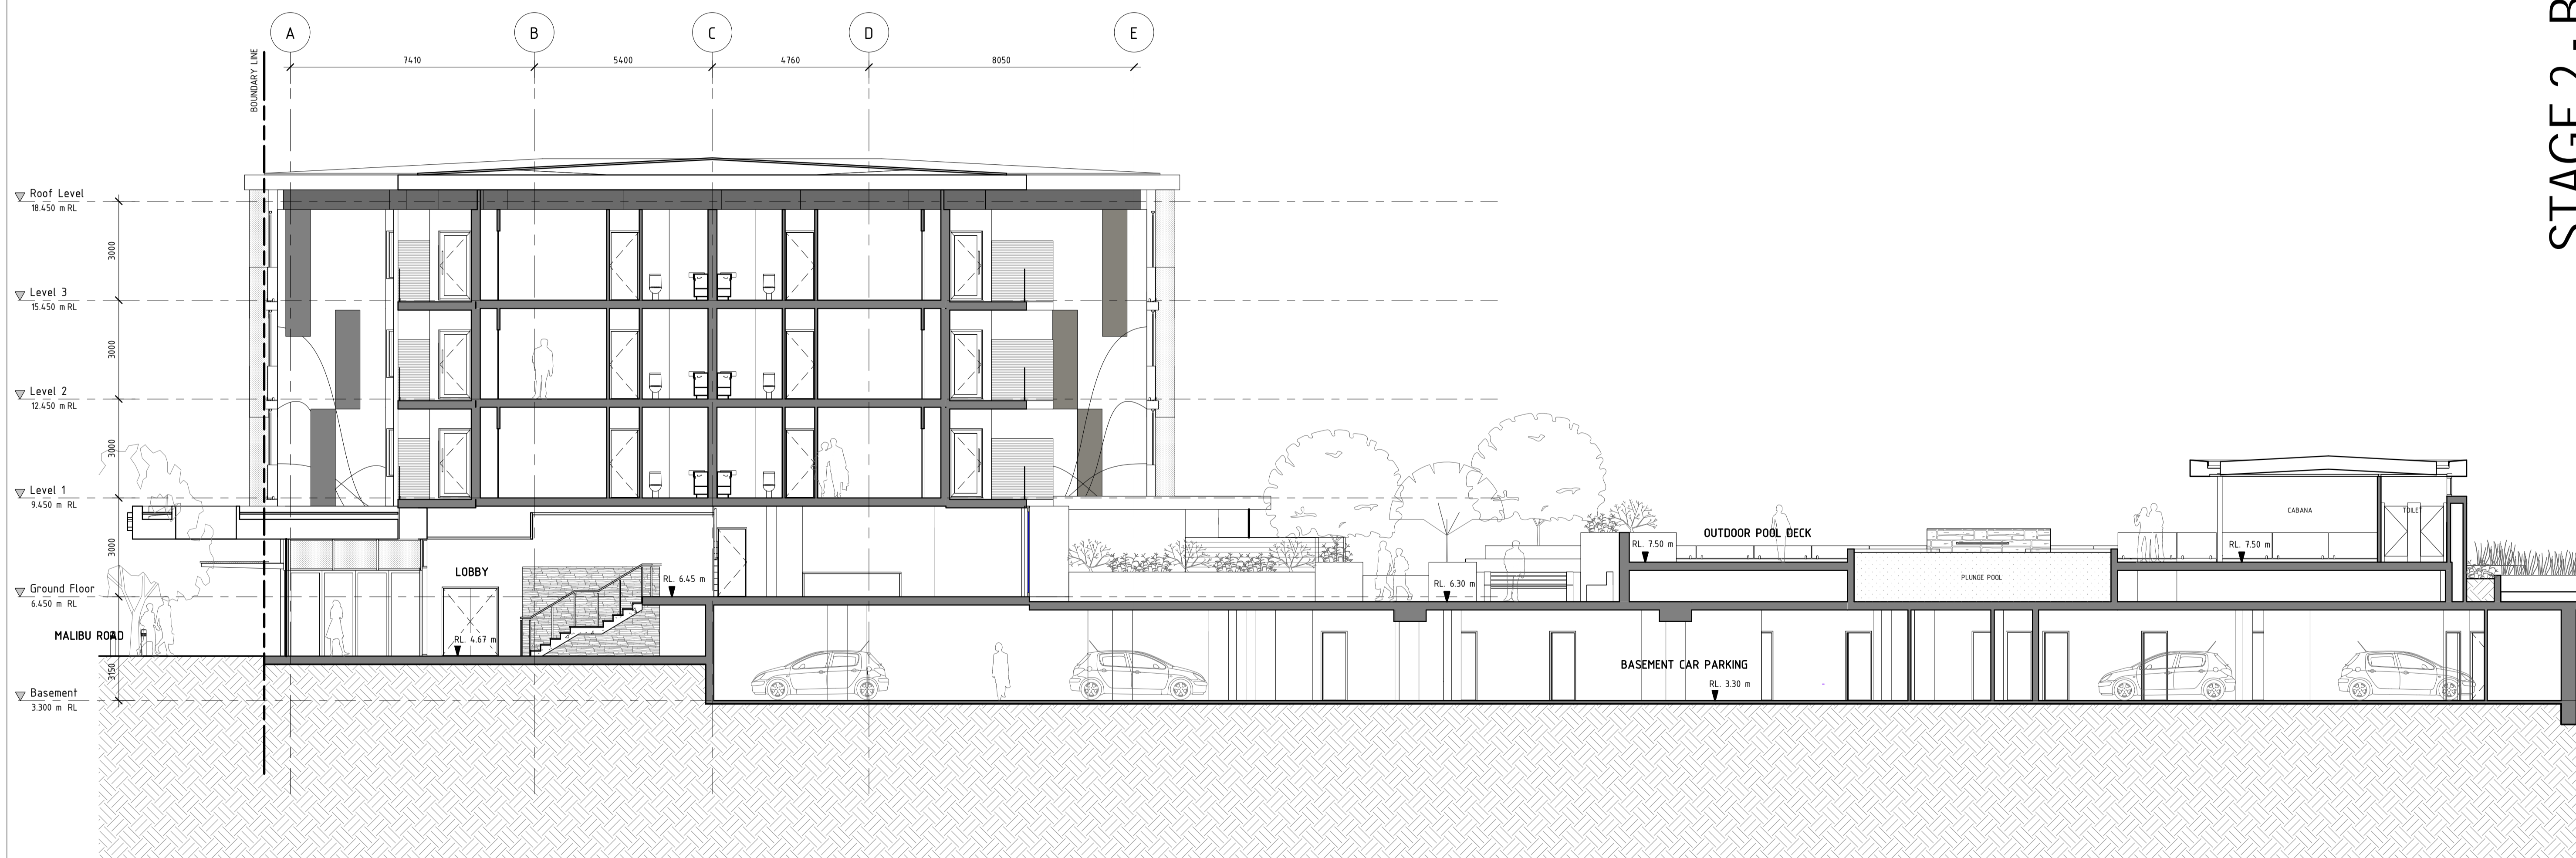 A
B
C
D
E
BOUNDARY LINE
7410
5400
4760
8050
STAGE 2 - B
Roof Level
18.450 m RL
3000
Level 3
15.450 m RL
3000
Level 2
12.450 m RL
3000
Level 1
9.450 m RL
3000
Ground Floor
6.450 m RL
MALIBU ROAD
3150
Basement
3.300 m RL
LOBBY
RL. 4.67 m
RL. 6.45 m
RL. 6.30 m
RL. 7.50 m
OUTDOOR POOL DECK
PLUNGE POOL
RL. 7.50 m
CABANA
TOILET
BASEMENT CAR PARKING
RL. 3.30 m